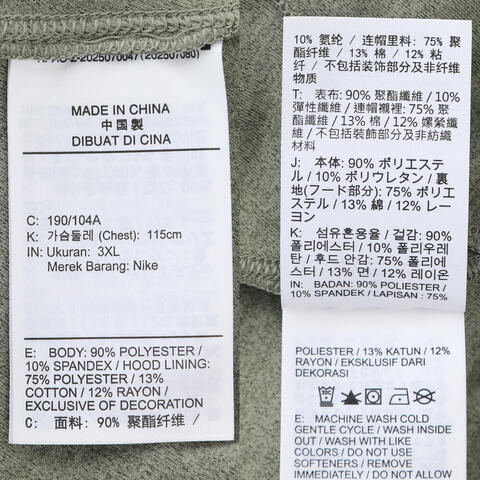 MADE IN CHINA
中國製
DIBUAT DI CINA
C: 190/104A
K: 가슴둘레 (Chest): 115cm
IN: Ukuran: 3XL
Merek Barang: Nike
E: BODY: 90% POLYESTER /
10% SPANDEX / HOOD LINING:
75% POLYESTER / 13%
COTTON / 12% RAYON /
EXCLUSIVE OF DECORATION
C: 面料: 90% 聚酯纤维 /
10% 氨纶 / 连帽里料: 75% 聚
酯纤维 / 13% 棉 / 12% 粘
纤 / 不包括装饰部分及非纤维
物质
T: 表布: 90% 聚酯纖維 / 10%
彈性纖維 / 連帽襯裡: 75% 聚
酯纖維 / 13% 棉 / 12% 嫘縈纖
維 / 不包括裝飾部分及非紡織
材料
J: 本体: 90% ポリエステ
ル / 10% ポリウレタン / 裏
地(フード部分): 75% ポリエ
ステル / 13% 綿 / 12% レー
ヨン
K: 섬유혼용율 / 겉감: 90%
폴리에스터 / 10% 폴리우레
탄 / 후드 안감: 75% 폴리에
스터 / 13% 면 / 12% 레이온
IN: BADAN: 90% POLIESTER /
10% SPANDEK / LAPISAN : 75%
POLIESTER / 13% KATUN / 12%
RAYON / EKSKLUSIF DARI
DEKORASI
E: MACHINE WASH COLD
GENTLE CYCLE / WASH INSIDE
OUT / WASH WITH LIKE
COLORS / DO NOT USE
SOFTENERS / REMOVE
IMMEDIATELY / DO NOT ALLOW